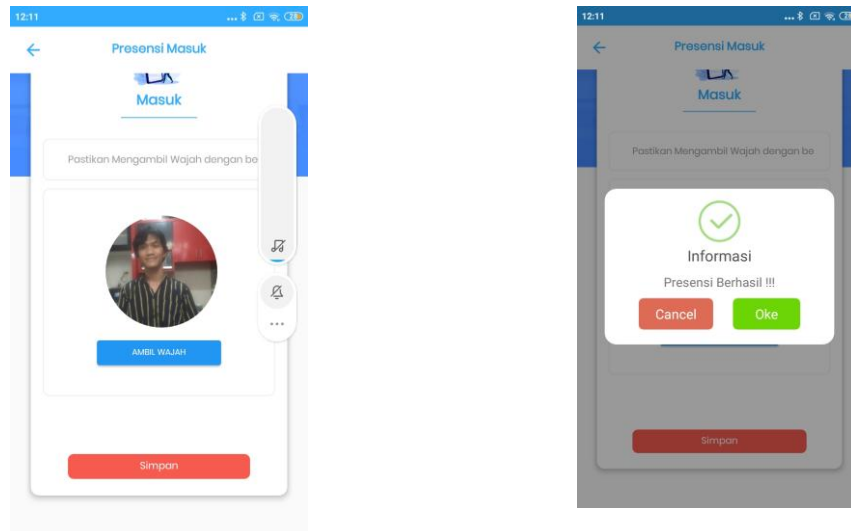 12:11
Presensi Masuk
Masuk
Pastikan Mengambil Wajah dengan be
AMBIL WAJAH
Simpan
12:11
Presensi Masuk
Masuk
Pastikan Mengambil Wajah dengan be
Informasi
Presensi Berhasil !!!
Cancel
Oke
Simpan